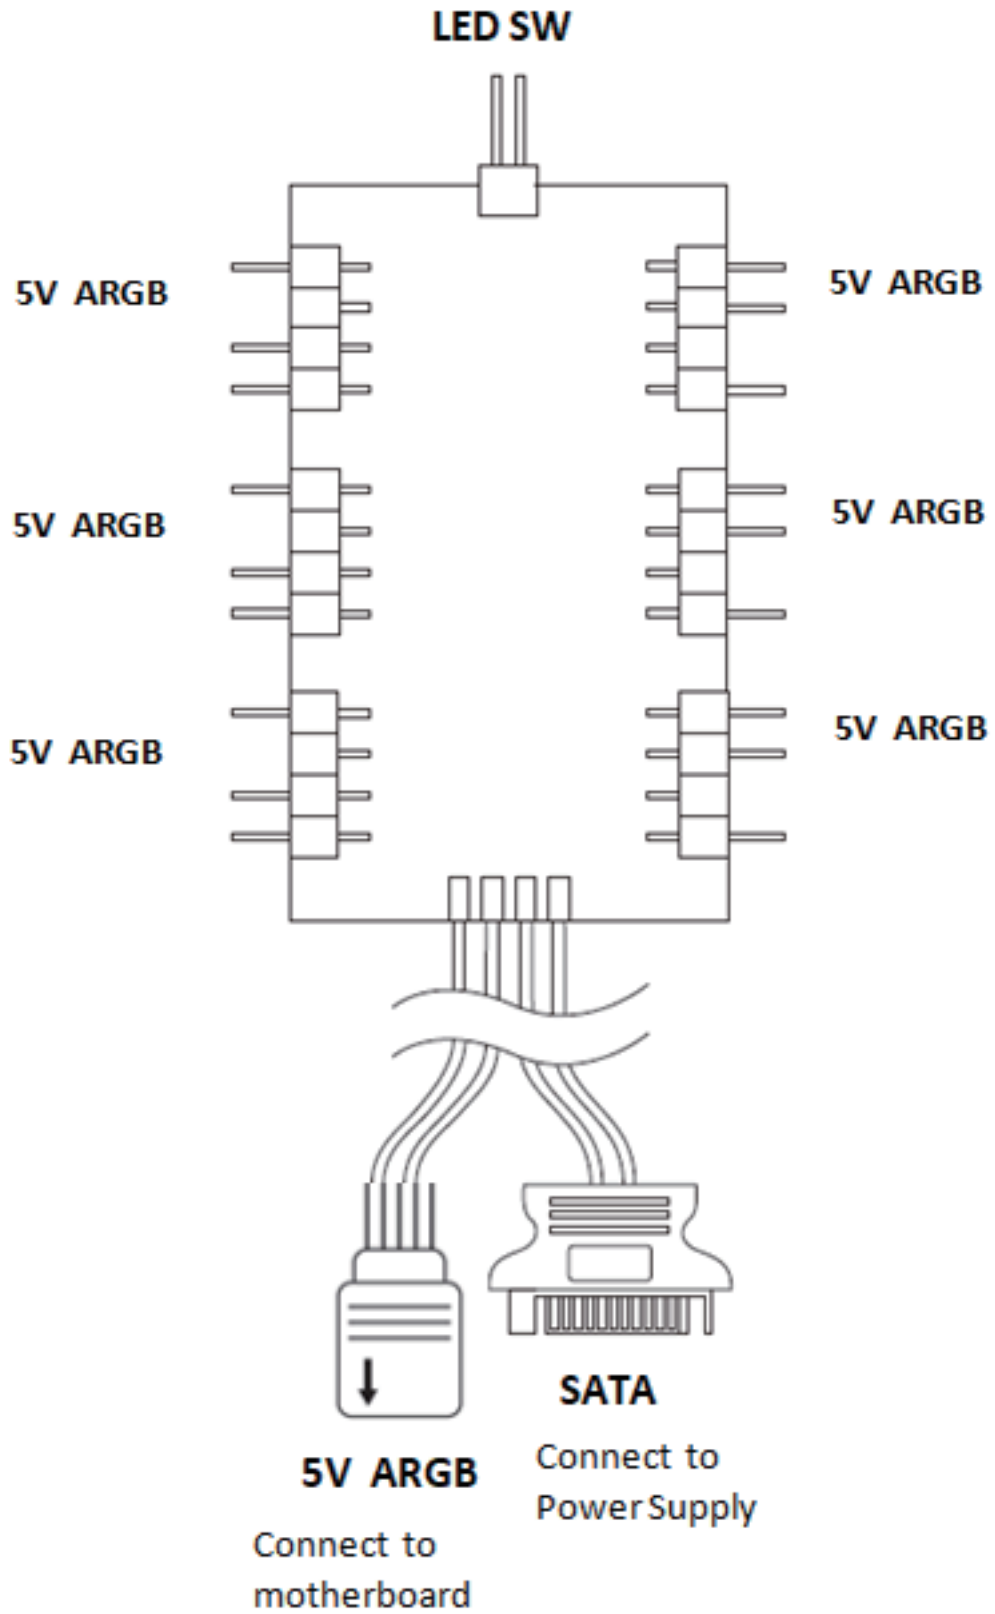 LED SW
5V ARGB
5V ARGB
5V ARGB
5V ARGB
5V ARGB
5V ARGB
SATA
Connect to
Power Supply
5V ARGB
Connect to
motherboard